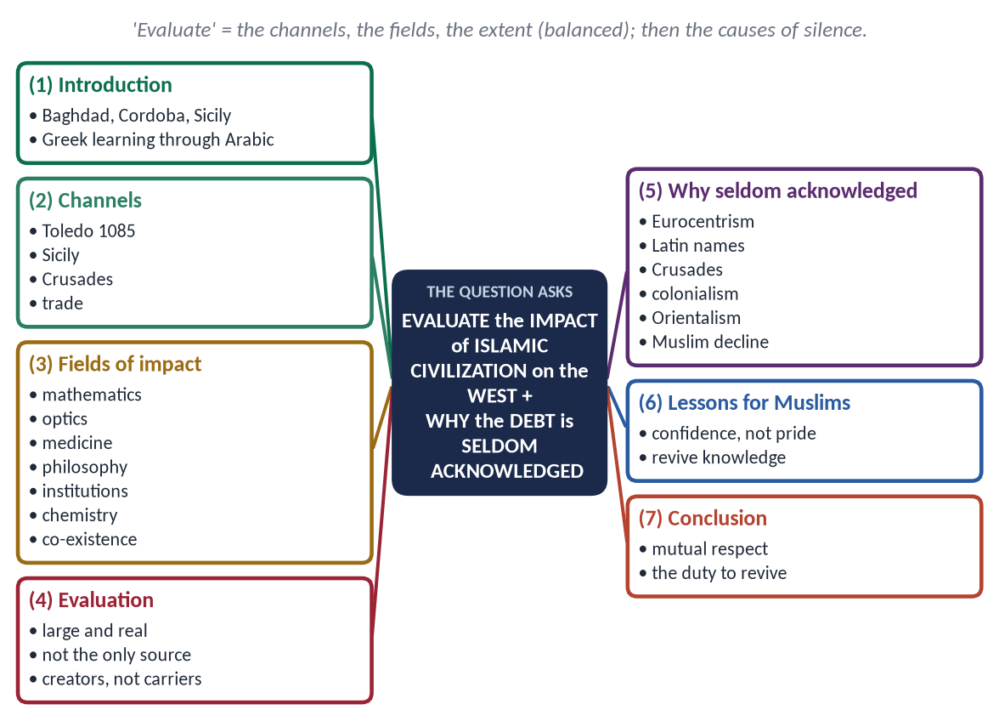 'Evaluate' = the channels, the fields, the extent (balanced); then the causes of silence.
(1) Introduction
• Baghdad, Cordoba, Sicily
• Greek learning through Arabic
(2) Channels
• Toledo 1085
• Sicily
• Crusades
• trade
(3) Fields of impact
• mathematics
• optics
• medicine
• philosophy
• institutions
• chemistry
• co-existence
(4) Evaluation
• large and real
• not the only source
• creators, not carriers
THE QUESTION ASKS
EVALUATE the IMPACT
of ISLAMIC
CIVILIZATION on the
WEST +
WHY the DEBT is
SELDOM
ACKNOWLEDGED
(5) Why seldom acknowledged
• Eurocentrism
• Latin names
• Crusades
• colonialism
• Orientalism
• Muslim decline
(6) Lessons for Muslims
• confidence, not pride
• revive knowledge
(7) Conclusion
• mutual respect
• the duty to revive